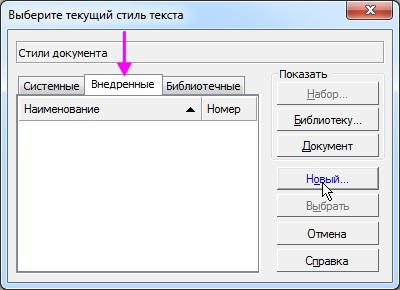 Выберите текущий стиль текста
Стили документа
Системные Внедренные Библиотечные
Наименование Номер
Показать
Набор...
Библиотеку...
Документ
Новый...
Выбрать
Отмена
Справка